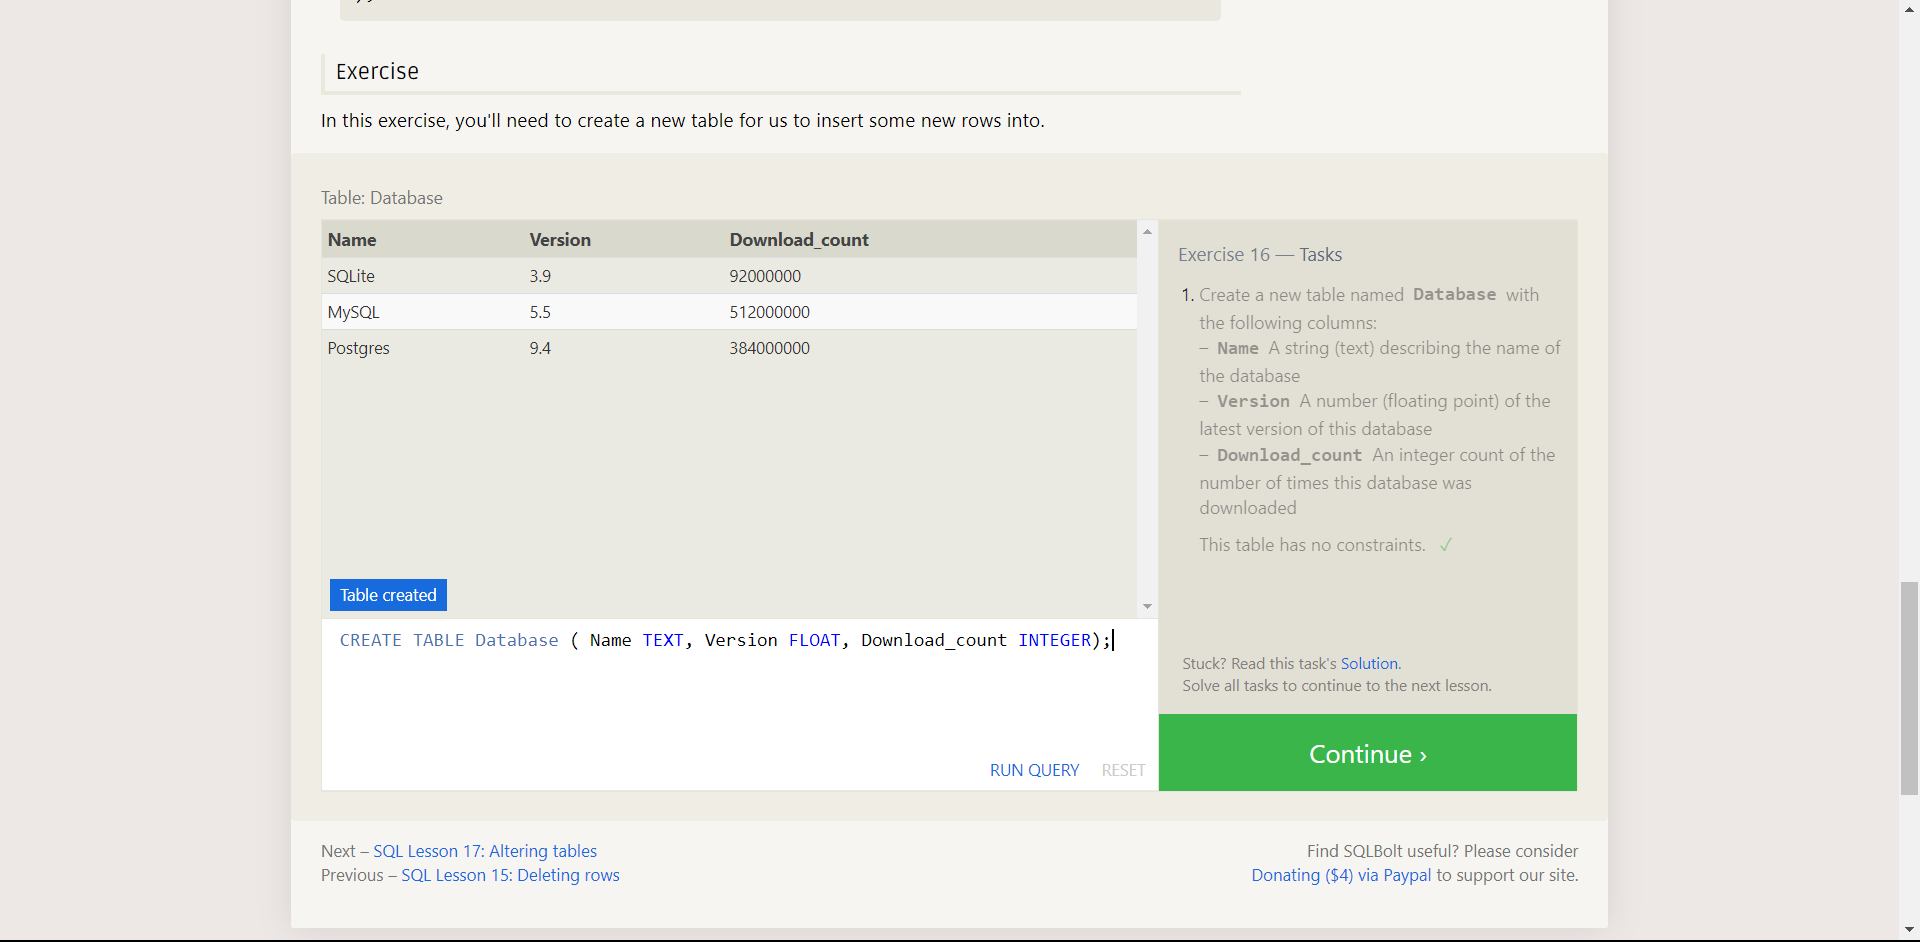 Exercise
In this exercise, you'll need to create a new table for us to insert some new rows into.
Table: Database
Name Version Download_count
SQLite 3.9 92000000
MySQL 5.5 512000000
Postgres 9.4 384000000
Table created
CREATE TABLE Database ( Name TEXT, Version FLOAT, Download_count INTEGER);
RUN QUERY RESET
Exercise 16 — Tasks
1. Create a new table named Database with
the following columns:
– Name A string (text) describing the name of
the database
– Version A number (floating point) of the
latest version of this database
– Download_count An integer count of the
number of times this database was
downloaded
This table has no constraints. ✓
Stuck? Read this task's Solution.
Solve all tasks to continue to the next lesson.
Continue ›
Next – SQL Lesson 17: Altering tables
Previous – SQL Lesson 15: Deleting rows
Find SQLBolt useful? Please consider
Donating ($4) via Paypal to support our site.